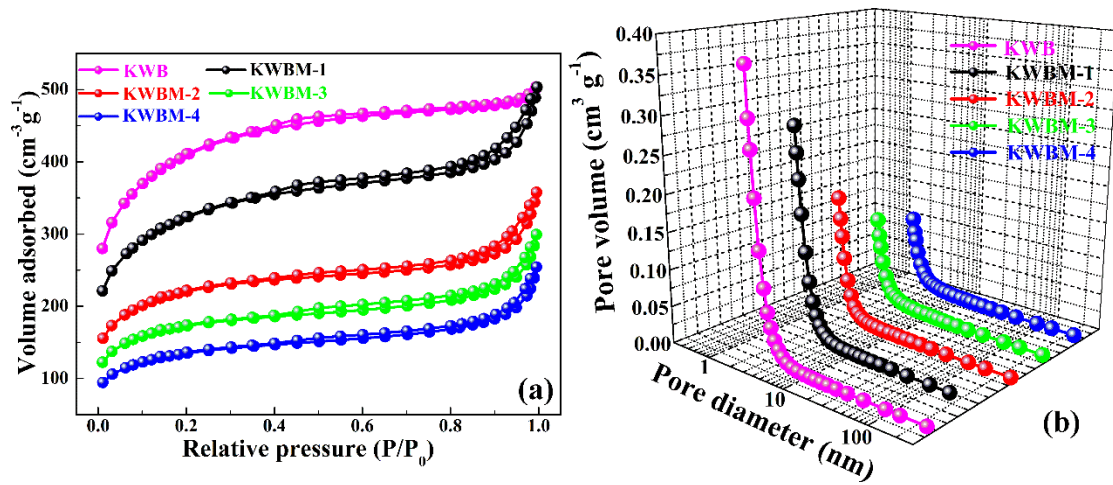 KWB
KWBM-1
KWBM-2
KWBM-3
KWBM-4
500
400
300
200
100
Volume adsorbed (cm⁻³g⁻¹)
0.0 0.2 0.4 0.6 0.8 1.0
Relative pressure (P/P₀)
(a)
0.40
0.35
0.30
0.25
0.20
0.15
0.10
0.05
0.00
Pore volume (cm³ g⁻¹)
KWB
KWBM-1
KWBM-2
KWBM-3
KWBM-4
1
10
100
Pore diameter (nm)
(b)